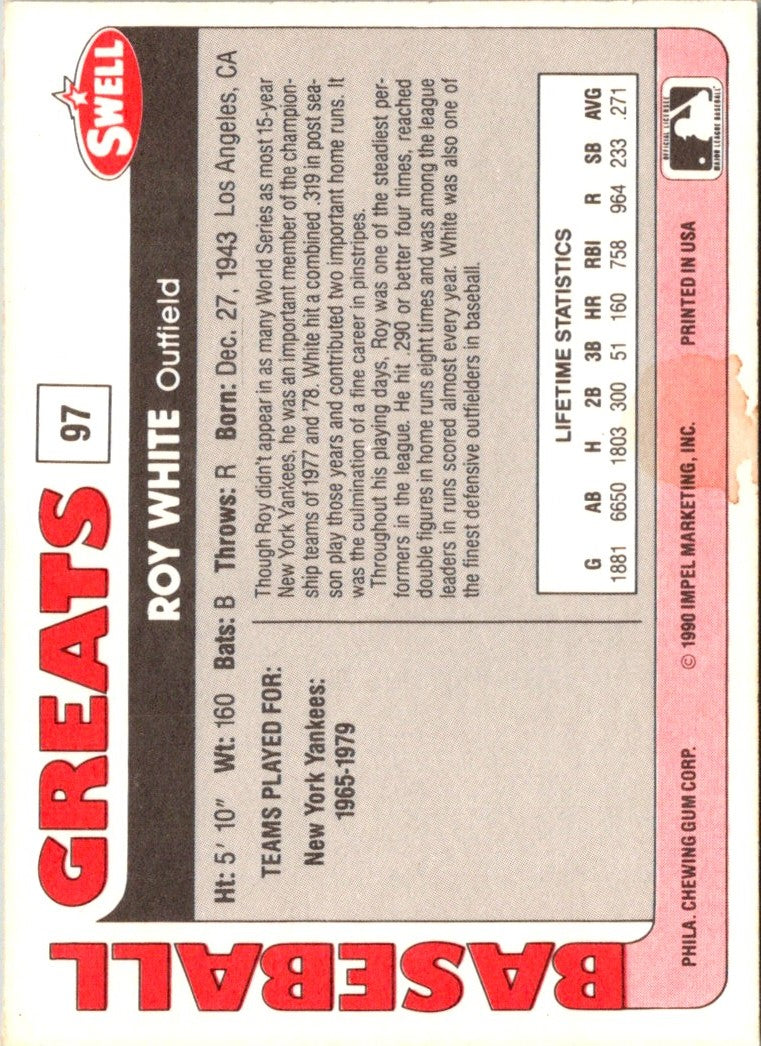 BASEBALL
GREATS
97
SWELL
ROY WHITE Outfield
Ht: 5' 10" Wt: 160 Bats: B Throws: R Born: Dec. 27, 1943 Los Angeles, CA
TEAMS PLAYED FOR:
New York Yankees:
1965-1979
Though Roy didn't appear in as many World Series as most 15-year
New York Yankees, he was an important member of the champion-
ship teams of 1977 and '78. White hit a combined .319 in post sea-
son play those years and contributed two important home runs. It
was the culmination of a fine career in pinstripes.
Throughout his playing days, Roy was one of the steadiest per-
formers in the league. He hit .290 or better four times, reached
double figures in home runs eight times and was among the league
leaders in runs scored almost every year. White was also one of
the finest defensive outfielders in baseball.
LIFETIME STATISTICS
G AB H 2B 3B HR RBI R SB AVG
1881 6650 1803 300 51 160 758 964 233 .271
PHILA. CHEWING GUM CORP. © 1990 IMPEL MARKETING, INC. PRINTED IN USA
OFFICIAL LICENSEE
MAJOR LEAGUE BASEBALL